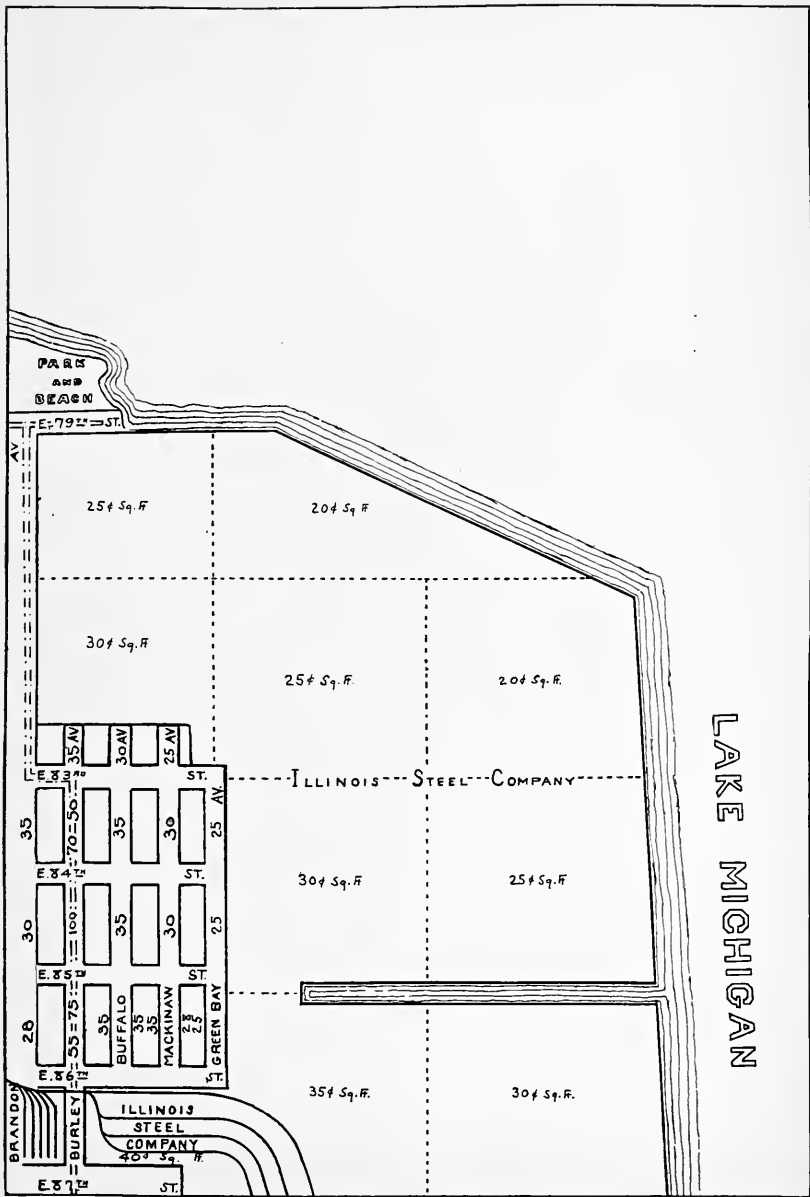 PARK
AND
BEACH
E. 79TH ST.
AV
25¢ Sq. Ft
20¢ Sq Ft
30¢ Sq. Ft
25¢ Sq. Ft.
20¢ Sq. Ft.
LAKE MICHIGAN
35 AV
30 AV
25 AV
E. 83RD ST.
ILLINOIS STEEL COMPANY
35
70 50
35
30
25 AV.
E. 84TH ST.
30¢ Sq. Ft
25¢ Sq. Ft
30
100
35
30
25
E. 85TH ST.
28
55 75
35
BUFFALO
35
35
MACKINAW
28
25
GREEN BAY
E. 86TH ST.
35¢ Sq. Ft.
30¢ Sq. Ft.
BRANDON
BURLEY
ILLINOIS
STEEL
COMPANY
40¢ Sq. Ft.
E. 87TH ST.